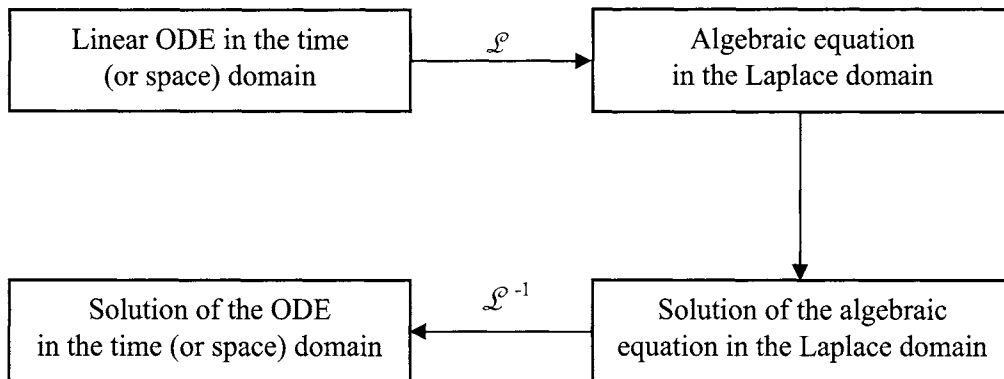 Linear ODE in the time
(or space) domain
ℒ
Algebraic equation
in the Laplace domain
Solution of the ODE
in the time (or space) domain
ℒ⁻¹
Solution of the algebraic
equation in the Laplace domain